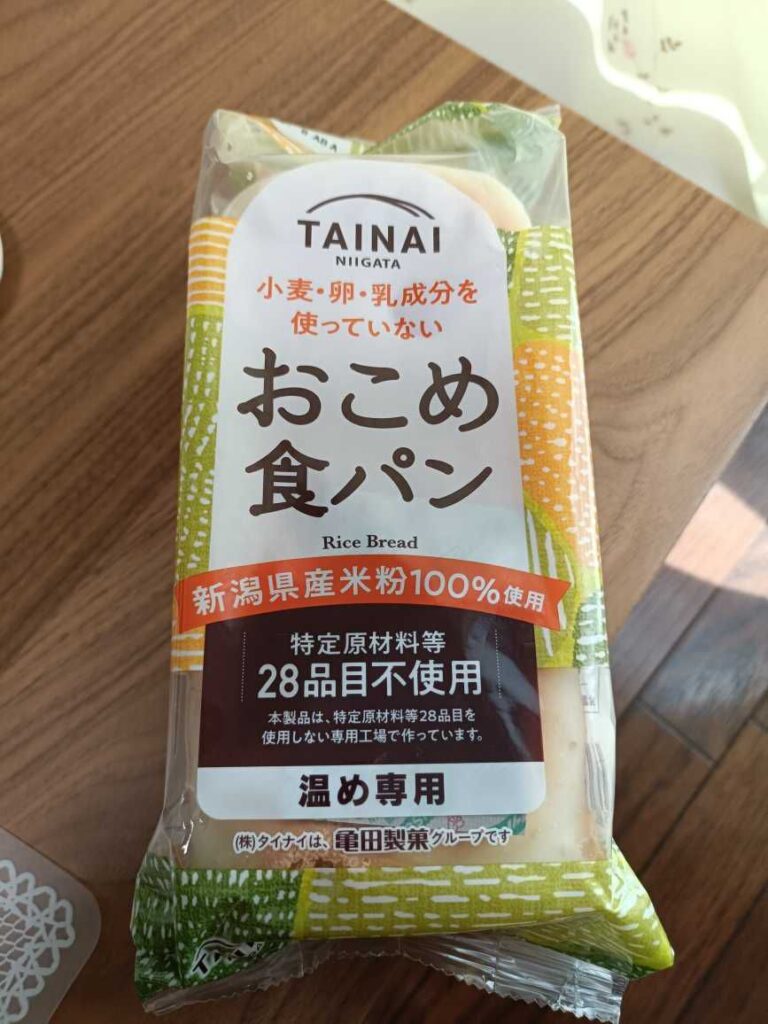 TAINAI
NIIGATA
小麦・卵・乳成分を
使っていない
おこめ
食パン
Rice Bread
新潟県産米粉100%使用
特定原材料等
28品目不使用
本製品は、特定原材料等28品目を
使用しない専用工場で作っています。
温め専用
(株)タイナイは、亀田製菓グループです